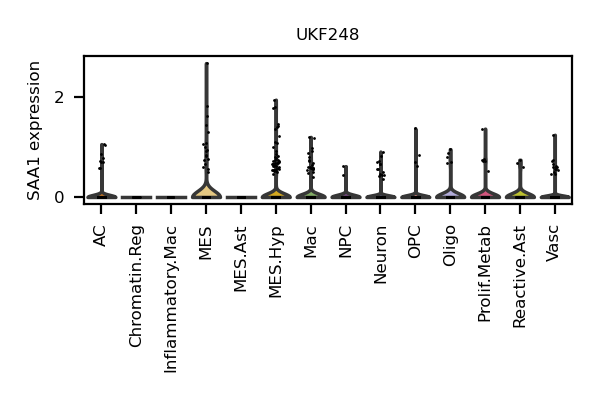 UKF248
SAA1 expression
2
0
AC
Chromatin.Reg
Inflammatory.Mac
MES
MES.Ast
MES.Hyp
Mac
NPC
Neuron
OPC
Oligo
Prolif.Metab
Reactive.Ast
Vasc